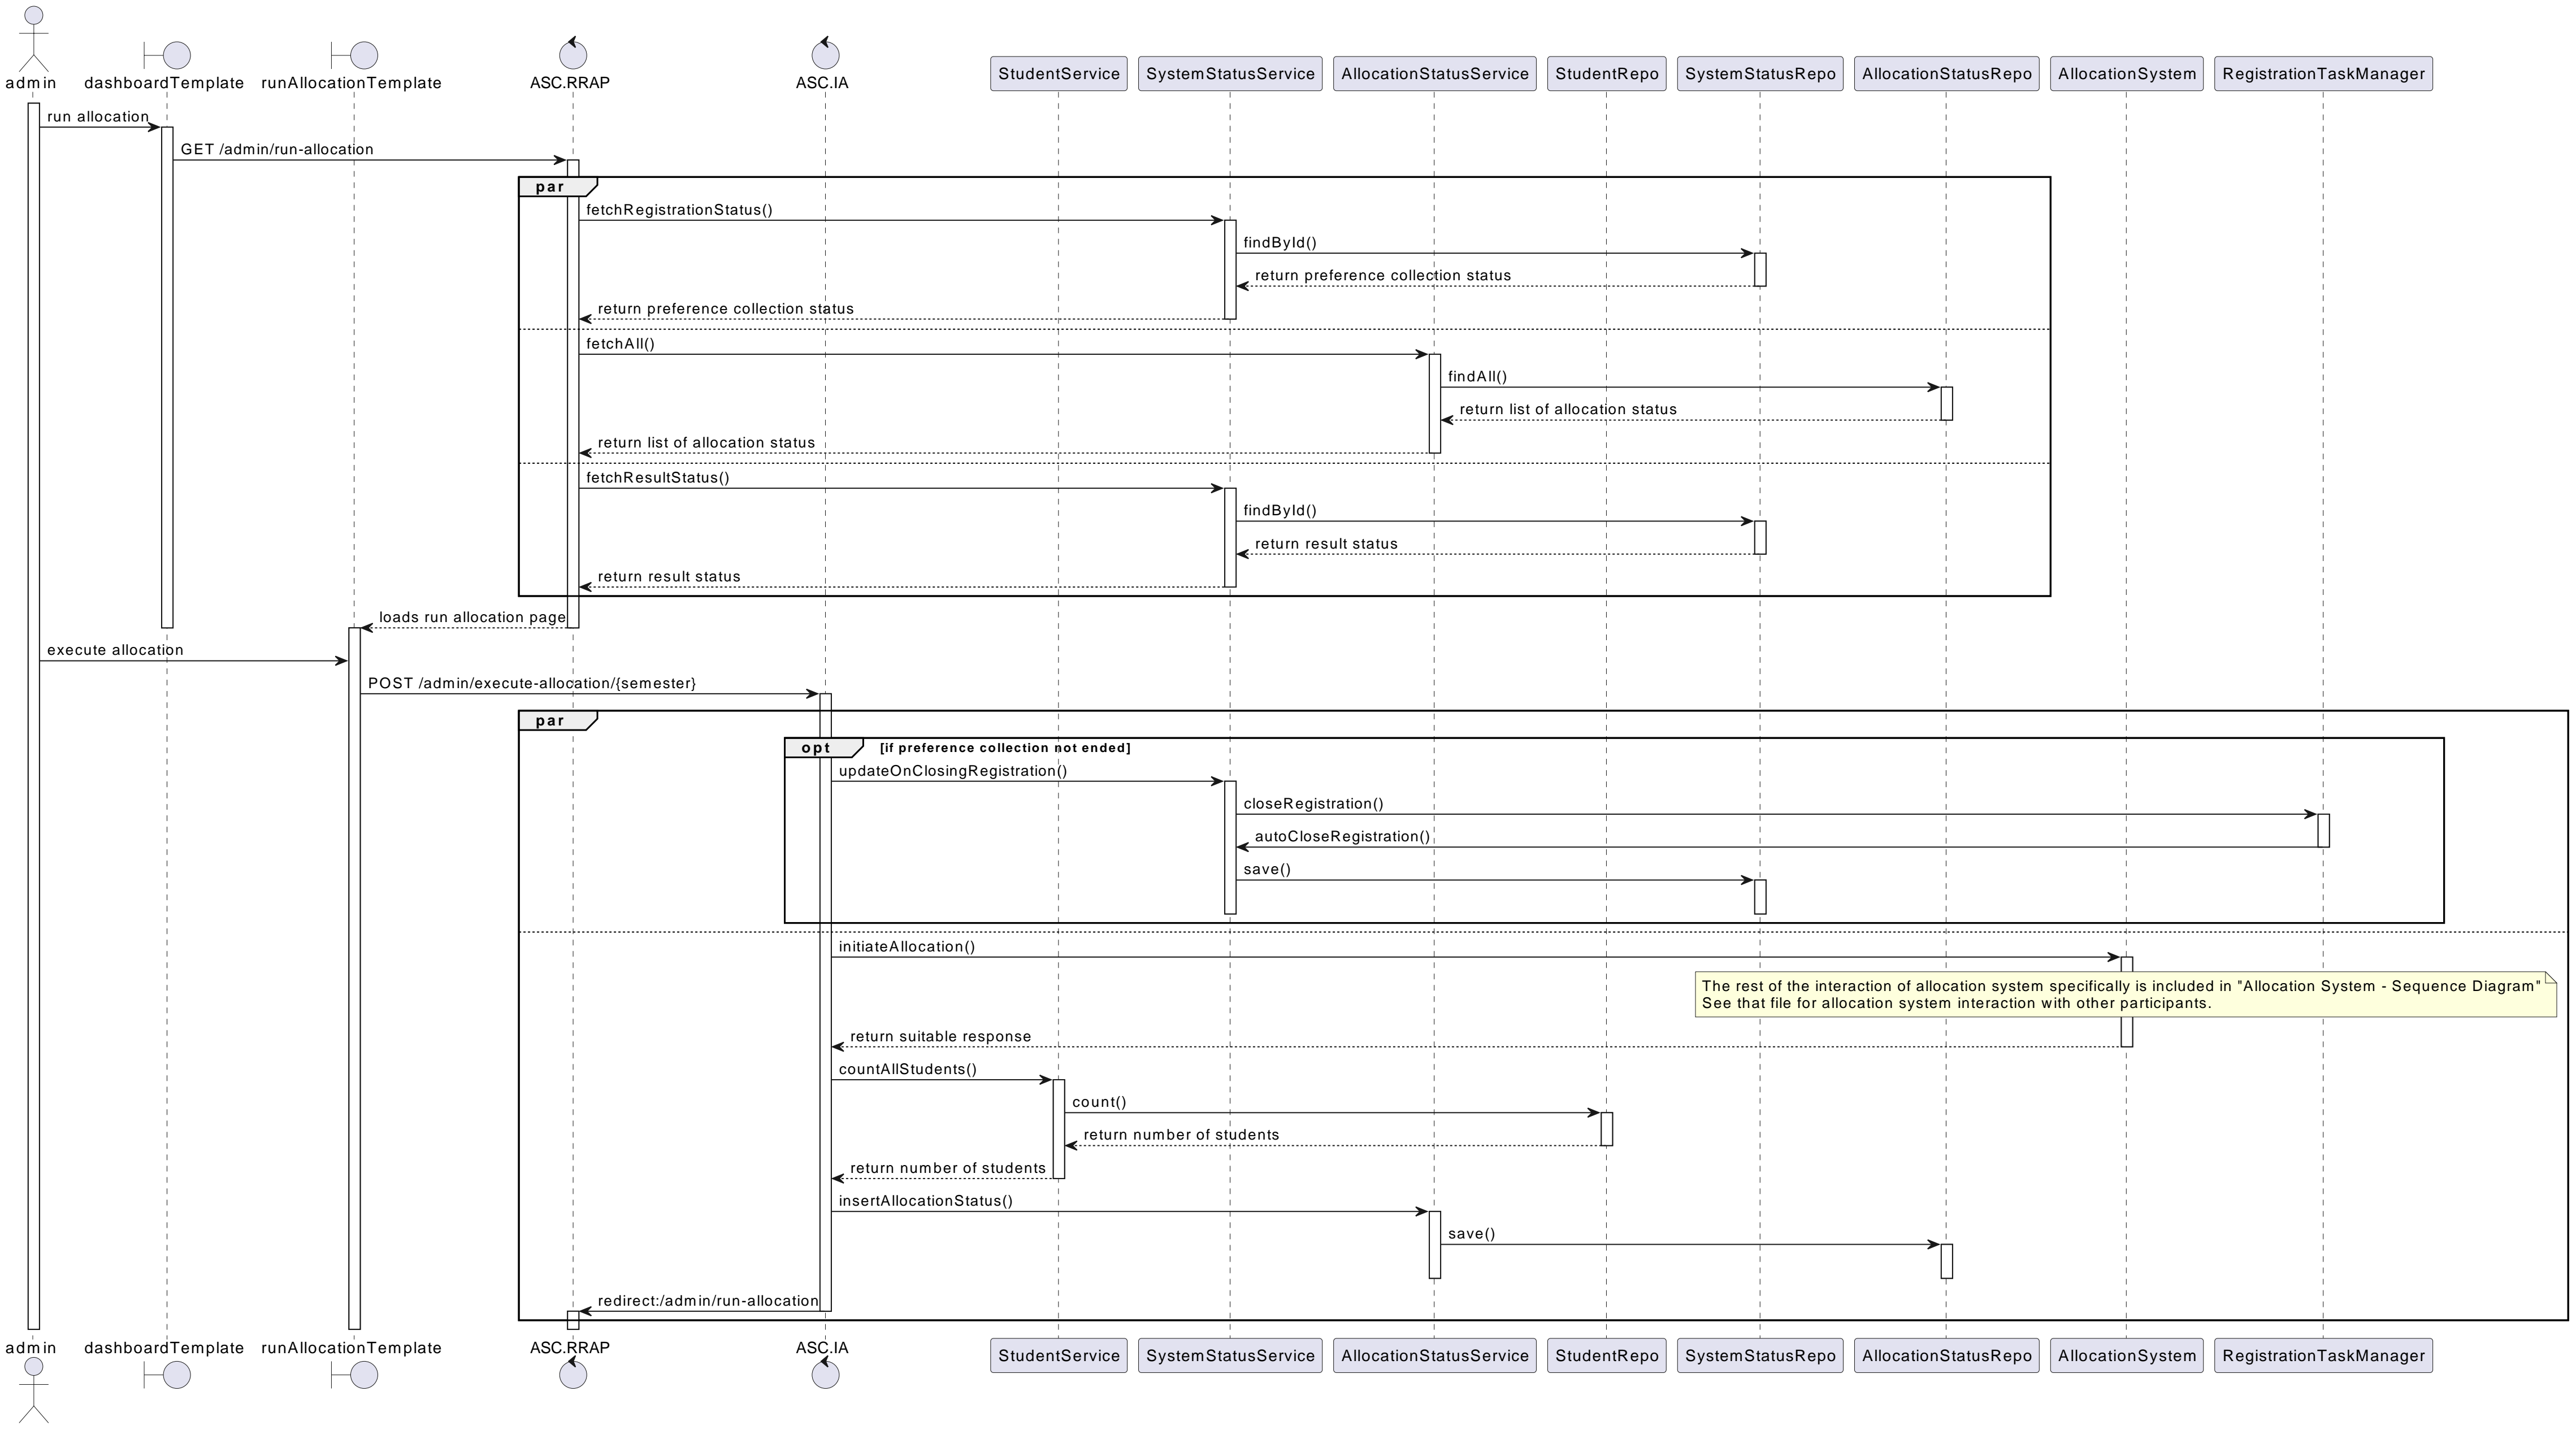 admin
dashboardTemplate
runAllocationTemplate
ASC.RRAP
ASC.IA
StudentService
SystemStatusService
AllocationStatusService
StudentRepo
SystemStatusRepo
AllocationStatusRepo
AllocationSystem
RegistrationTaskManager
run allocation
GET /admin/run-allocation
par
fetchRegistrationStatus()
findById()
return preference collection status
return preference collection status
fetchAll()
findAll()
return list of allocation status
return list of allocation status
fetchResultStatus()
findById()
return result status
return result status
loads run allocation page
execute allocation
POST /admin/execute-allocation/{semester}
par
opt [if preference collection not ended]
updateOnClosingRegistration()
closeRegistration()
autoCloseRegistration()
save()
initiateAllocation()
The rest of the interaction of allocation system specifically is included in "Allocation System - Sequence Diagram"
See that file for allocation system interaction with other participants.
return suitable response
countAllStudents()
count()
return number of students
return number of students
insertAllocationStatus()
save()
redirect:/admin/run-allocation
admin
dashboardTemplate
runAllocationTemplate
ASC.RRAP
ASC.IA
StudentService
SystemStatusService
AllocationStatusService
StudentRepo
SystemStatusRepo
AllocationStatusRepo
AllocationSystem
RegistrationTaskManager